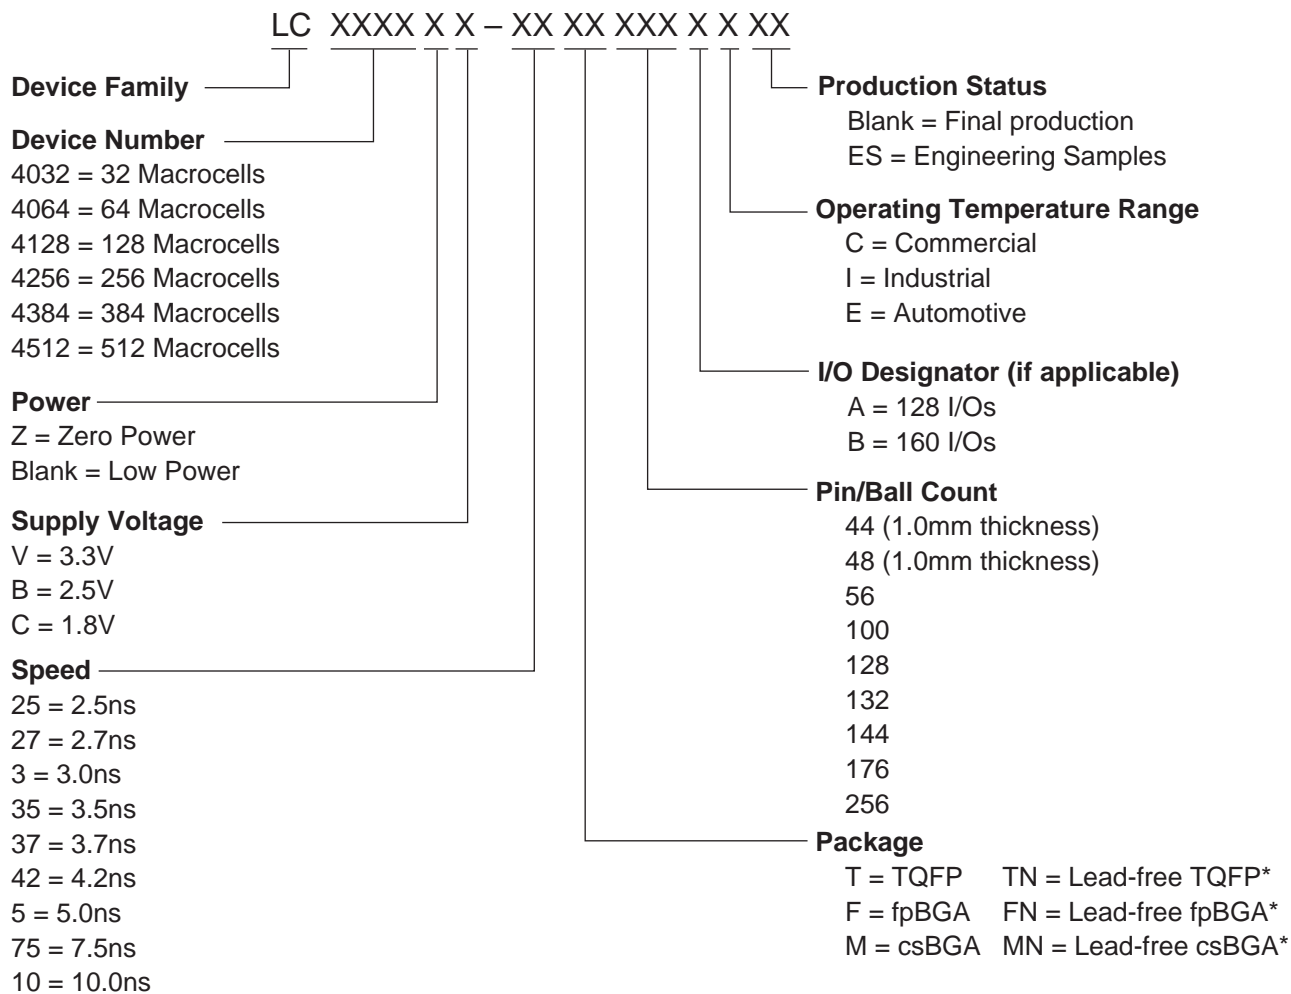 LC XXXX X X – XX XX XXX X X XX
Device Family
Device Number
4032 = 32 Macrocells
4064 = 64 Macrocells
4128 = 128 Macrocells
4256 = 256 Macrocells
4384 = 384 Macrocells
4512 = 512 Macrocells
Power
Z = Zero Power
Blank = Low Power
Supply Voltage
V = 3.3V
B = 2.5V
C = 1.8V
Speed
25 = 2.5ns
27 = 2.7ns
3 = 3.0ns
35 = 3.5ns
37 = 3.7ns
42 = 4.2ns
5 = 5.0ns
75 = 7.5ns
10 = 10.0ns
Production Status
Blank = Final production
ES = Engineering Samples
Operating Temperature Range
C = Commercial
I = Industrial
E = Automotive
I/O Designator (if applicable)
A = 128 I/Os
B = 160 I/Os
Pin/Ball Count
44 (1.0mm thickness)
48 (1.0mm thickness)
56
100
128
132
144
176
256
Package
T = TQFP TN = Lead-free TQFP*
F = fpBGA FN = Lead-free fpBGA*
M = csBGA MN = Lead-free csBGA*